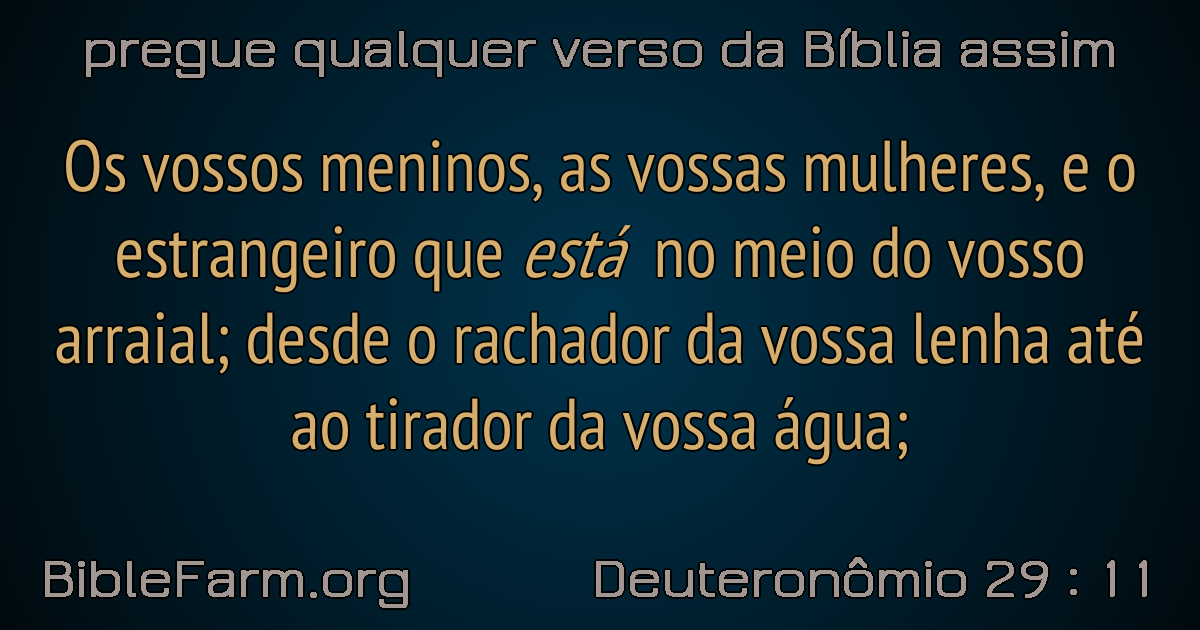 pregue qualquer verso da Bíblia assim
Os vossos meninos, as vossas mulheres, e o
estrangeiro que está no meio do vosso
arraial; desde o rachador da vossa lenha até
ao tirador da vossa água;
BibleFarm.org
Deuteronômio 29 : 11